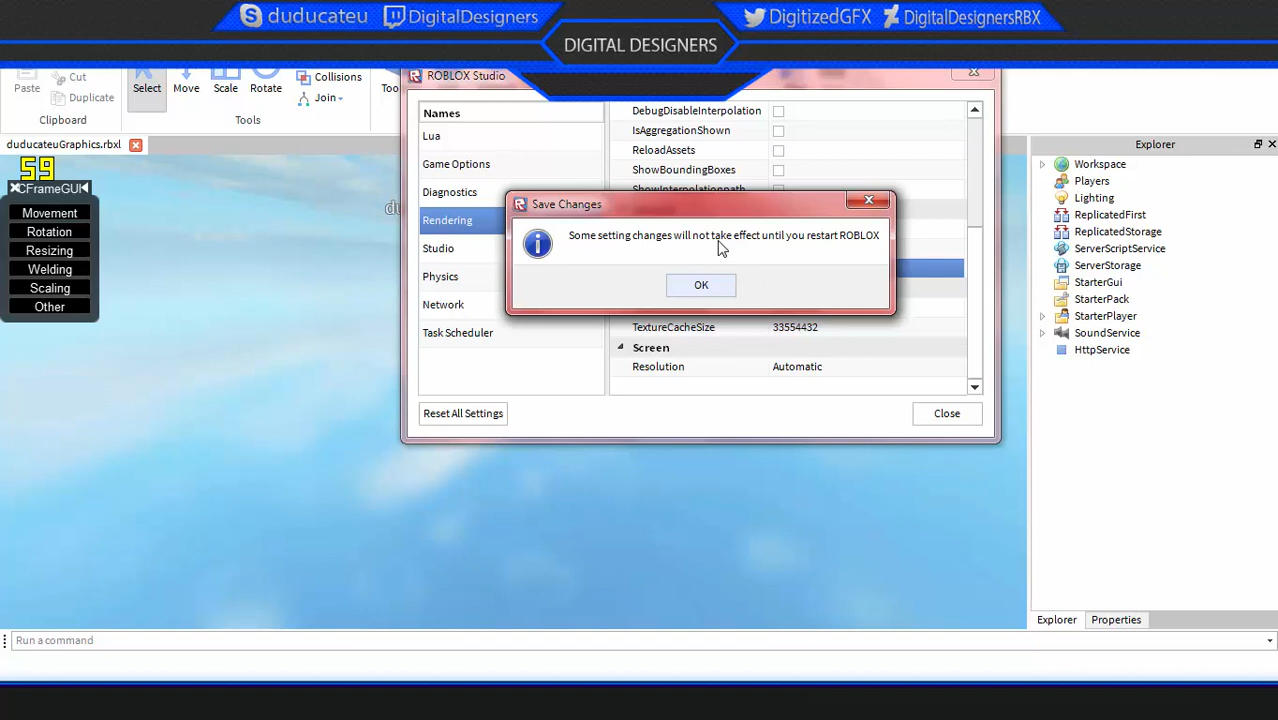 duducateu
DigitalDesigners
DIGITAL DESIGNERS
DigitizedGFX
DigitalDesignersRBX
Paste
Cut
Duplicate
Clipboard
Select
Move
Scale
Rotate
Collisions
Join
Tools
ROBLOX Studio
duducateuGraphics.rbxl
59
CFrameGUI
Movement
Rotation
Resizing
Welding
Scaling
Other
Names
Lua
Game Options
Diagnostics
Rendering
Studio
Physics
Network
Task Scheduler
DebugDisableInterpolation
IsAggregationShown
ReloadAssets
ShowBoundingBoxes
ShowInterpolationpath
Save Changes
Some setting changes will not take effect until you restart ROBLOX
OK
TextureCacheSize 33554432
Screen
Resolution Automatic
Reset All Settings
Close
Explorer
Workspace
Players
Lighting
ReplicatedFirst
ReplicatedStorage
ServerScriptService
ServerStorage
StarterGui
StarterPack
StarterPlayer
SoundService
HttpService
Explorer Properties
Run a command